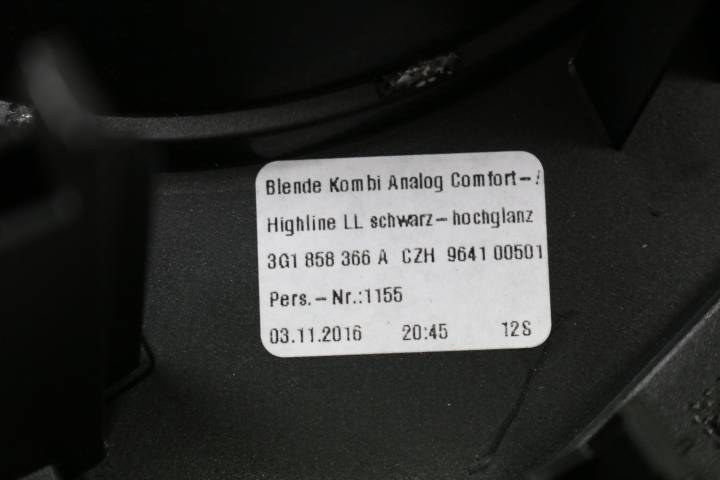 Blende Kombi Analog Comfort-/
Highline LL schwarz-hochglanz
3G1 858 366 A CZH 9641 00501
Pers.-Nr.:1155
03.11.2016 20:45 12S